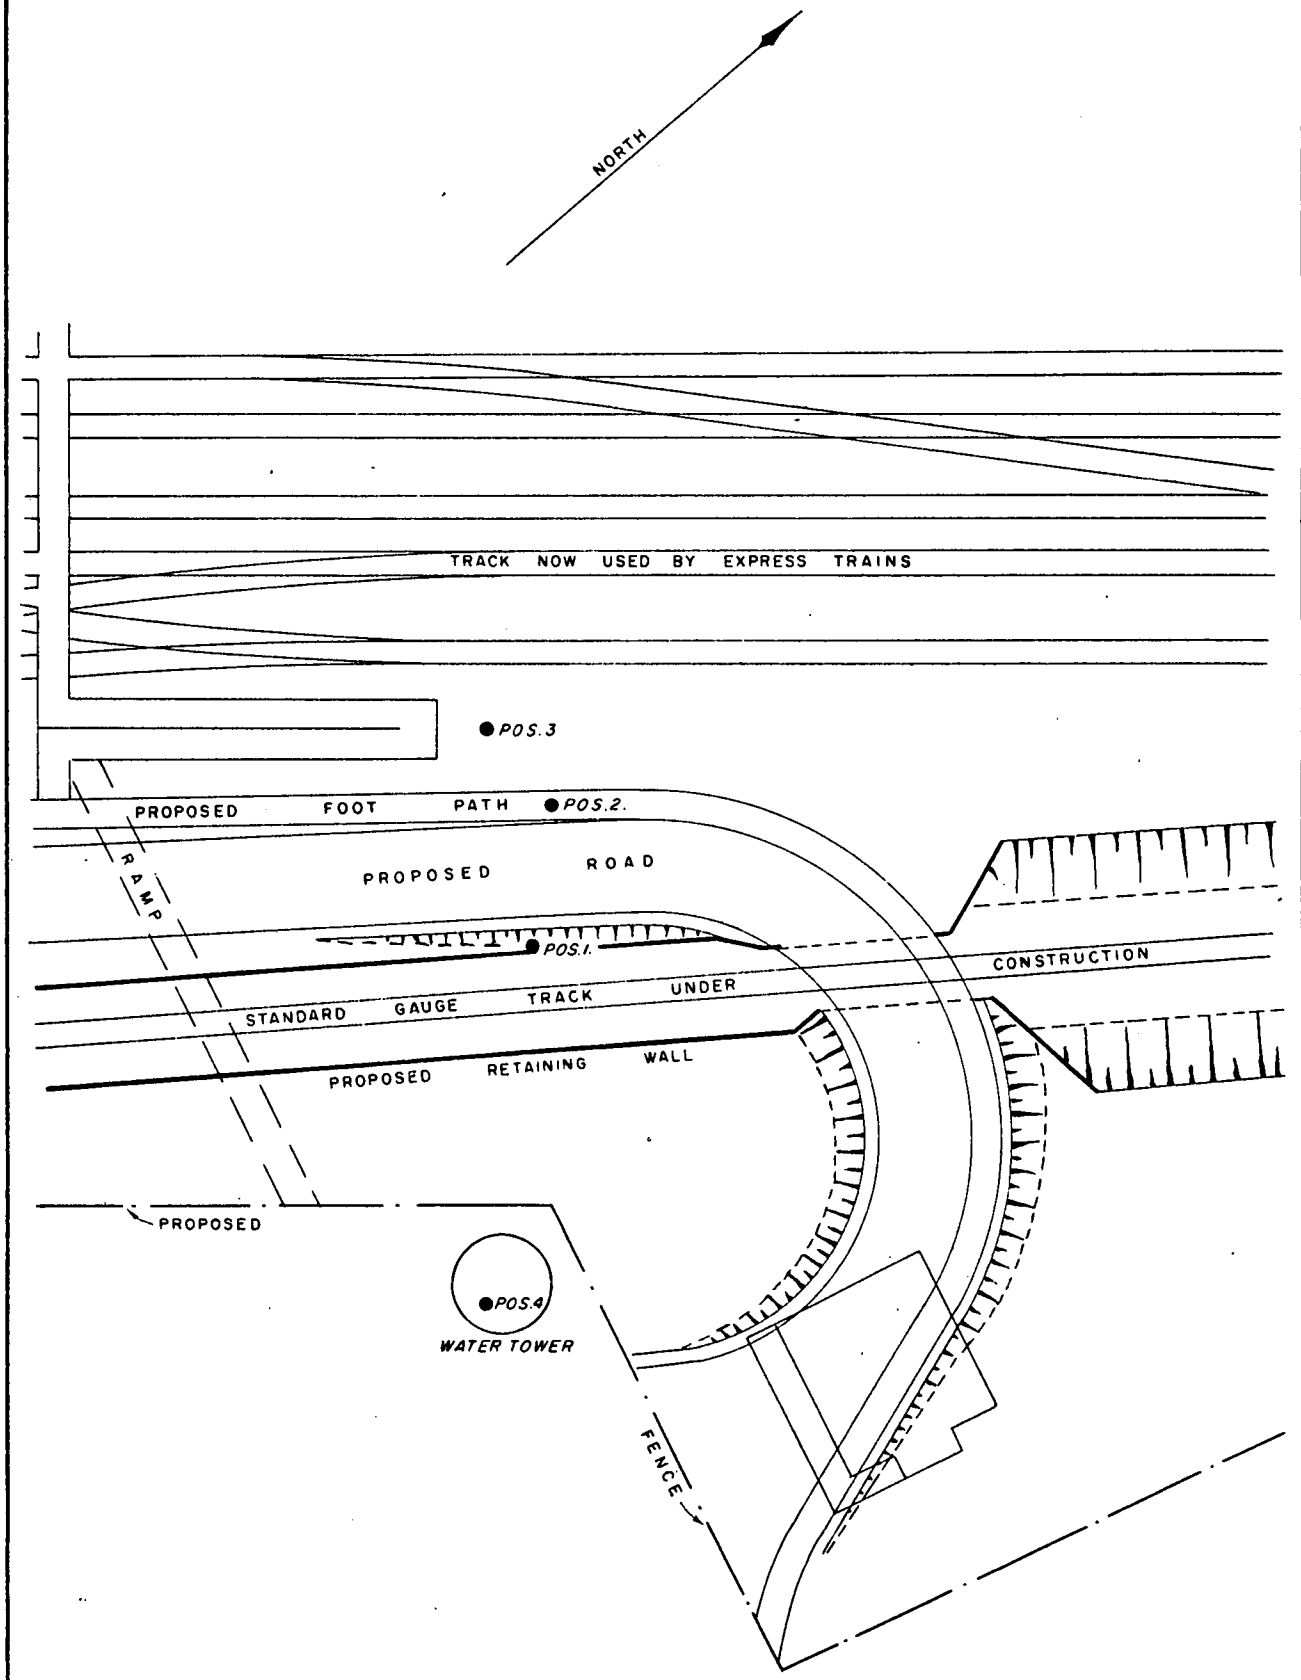 NORTH
TRACK NOW USED BY EXPRESS TRAINS
POS.3
PROPOSED FOOT PATH
POS.2.
RAMP
PROPOSED ROAD
POS.1.
STANDARD GAUGE TRACK UNDER CONSTRUCTION
PROPOSED RETAINING WALL
PROPOSED
POS.4
WATER TOWER
FENCE